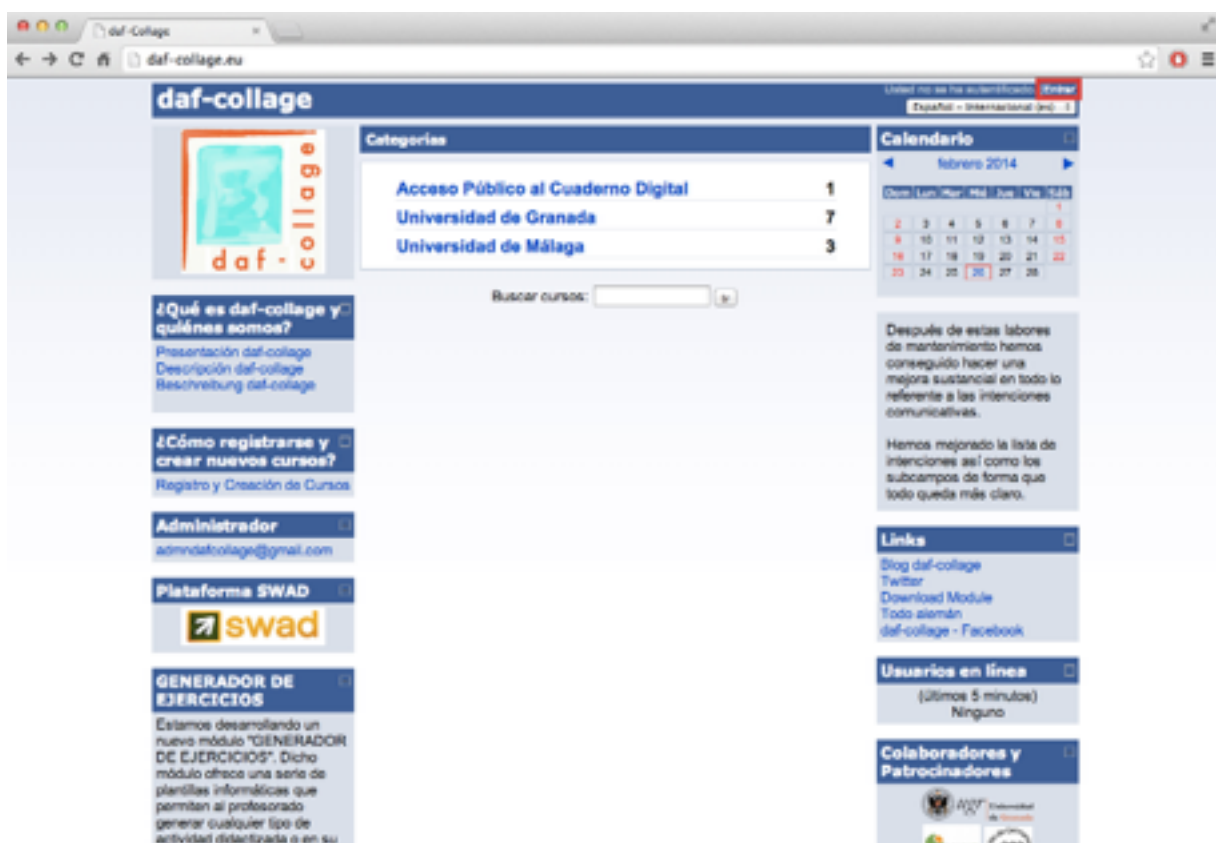 daf-Collage
daf-collage.eu
daf-collage
Usted no se ha autentificado. (Entrar
Español - Internacional (es)
collage
daf -
Categorías
Acceso Público al Cuaderno Digital 1
Universidad de Granada 7
Universidad de Málaga 3
Buscar cursos:
¿Qué es daf-collage y
quiénes somos?
Presentación daf-collage
Descripción daf-collage
Beschreibung daf-collage
¿Cómo registrarse y
crear nuevos cursos?
Registro y Creación de Cursos
Administrador
admndafcollage@gmail.com
Plataforma SWAD
swad
GENERADOR DE
EJERCICIOS
Estamos desarrollando un
nuevo módulo "GENERADOR
DE EJERCICIOS". Dicho
módulo ofrece una serie de
plantillas informáticas que
permiten al profesorado
generar cualquier tipo de
actividad didactizada o en su
Calendario
febrero 2014
Dom Lun Mar Mié Jue Vie Sáb
1
2 3 4 5 6 7 8
9 10 11 12 13 14 15
16 17 18 19 20 21 22
23 24 25 26 27 28
Después de estas labores
de mantenimiento hemos
conseguido hacer una
mejora sustancial en todo lo
referente a las intenciones
comunicativas.
Hemos mejorado la lista de
intenciones así como los
subcampos de forma que
todo queda más claro.
Links
Blog daf-collage
Twitter
Download Module
Todo alemán
daf-collage - Facebook
Usuarios en línea
(últimos 5 minutos)
Ninguno
Colaboradores y
Patrocinadores
Universidad
de Granada